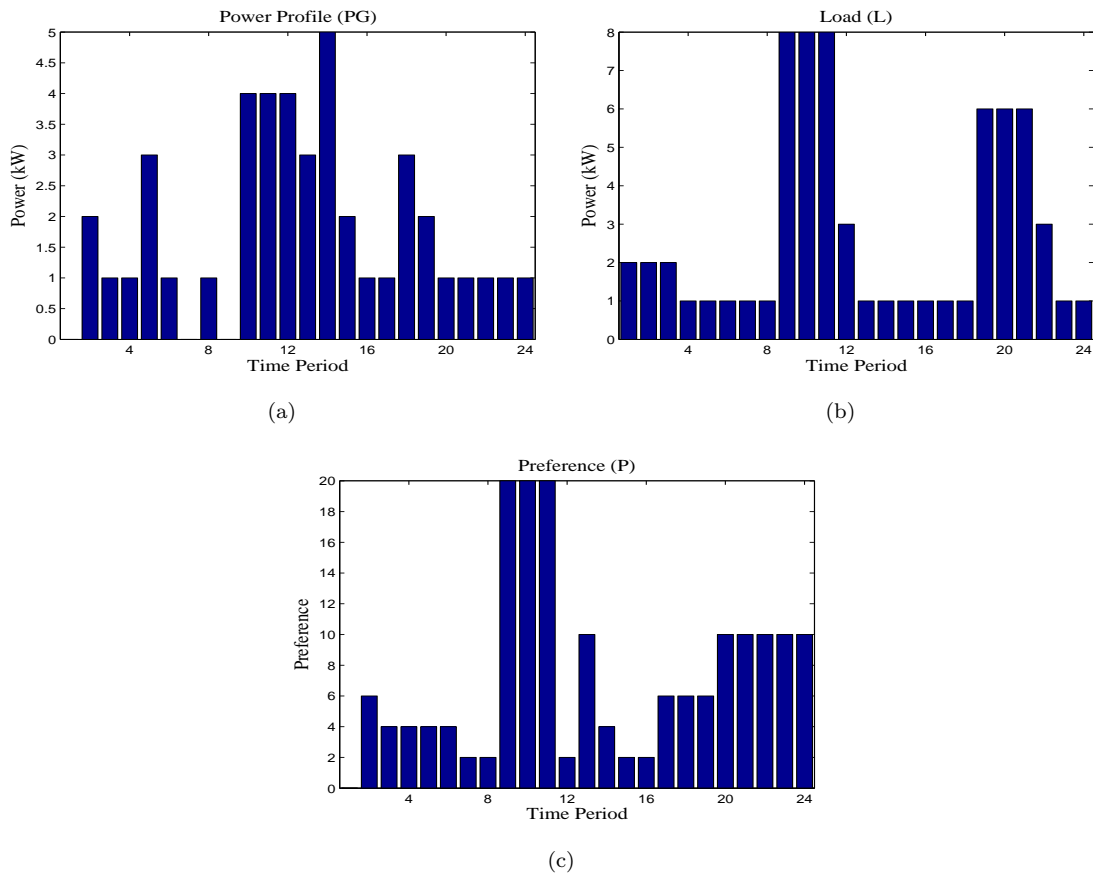 Power Profile (PG)
5
4.5
4
3.5
3
2.5
2
1.5
1
0.5
0
Power (kW)
4 8 12 16 20 24
Time Period
(a)
Load (L)
8
7
6
5
4
3
2
1
0
Power (kW)
4 8 12 16 20 24
Time Period
(b)
Preference (P)
20
18
16
14
12
10
8
6
4
2
0
Preference
4 8 12 16 20 24
Time Period
(c)